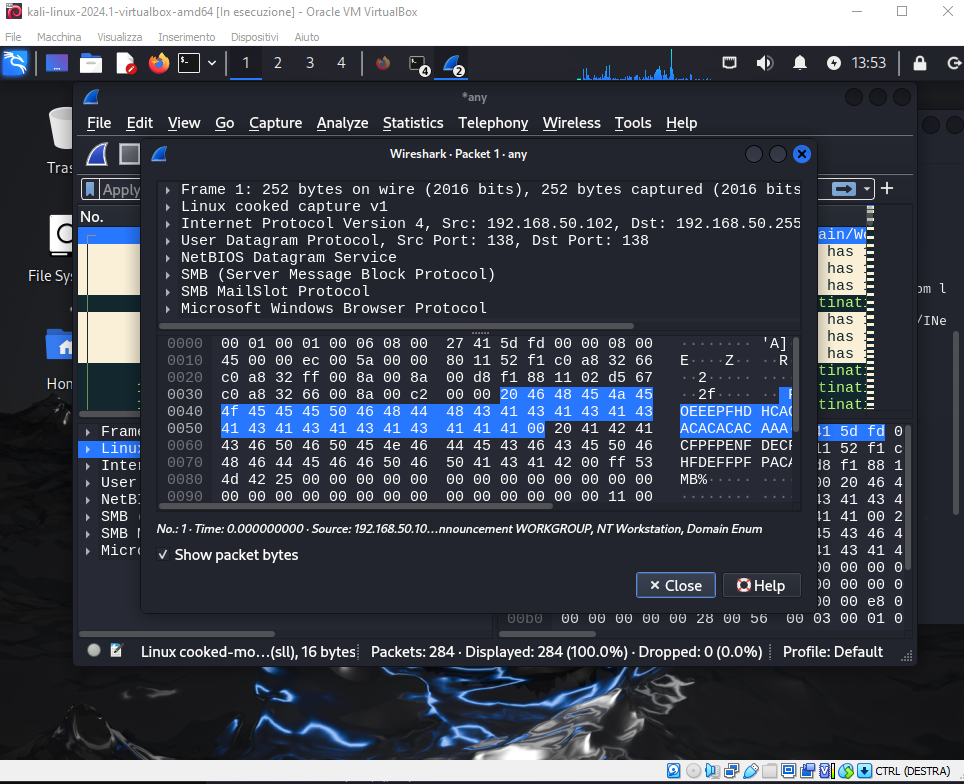 kali-linux-2024.1-virtualbox-amd64 [In esecuzione] - Oracle VM VirtualBox
File Macchina Visualizza Inserimento Dispositivi Aiuto
1 2 3 4 4 2 13:53
*any
File Edit View Go Capture Analyze Statistics Telephony Wireless Tools Help
Wireshark · Packet 1 · any
Apply
No.
Frame 1: 252 bytes on wire (2016 bits), 252 bytes captured (2016 bits
Linux cooked capture v1
Internet Protocol Version 4, Src: 192.168.50.102, Dst: 192.168.50.255
User Datagram Protocol, Src Port: 138, Dst Port: 138
NetBIOS Datagram Service
SMB (Server Message Block Protocol)
SMB MailSlot Protocol
Microsoft Windows Browser Protocol
ain/Wo
has
has
has
tinati
has
has
has
tinati
tinati
tinati
om l
/INe
Tras
File Sys
Hom
0000 00 01 00 01 00 06 08 00 27 41 5d fd 00 00 08 00 ········ 'A]
0010 45 00 00 ec 00 5a 00 00 80 11 52 f1 c0 a8 32 66 E····Z·· ··R
0020 c0 a8 32 ff 00 8a 00 8a 00 d8 f1 88 11 02 d5 67 ··2·····
0030 c0 a8 32 66 00 8a 00 c2 00 00 20 46 48 45 4a 45 ··2f···· ·· F
0040 4f 45 45 45 50 46 48 44 48 43 41 43 41 43 41 43 OEEEPFHD HCAC
0050 41 43 41 43 41 43 41 43 41 41 41 00 20 41 42 41 ACACACAC AAA
0060 43 46 50 46 50 45 4e 46 44 45 43 46 43 45 50 46 CFPFPENF DECF
0070 48 46 44 45 46 46 50 46 50 41 43 41 42 00 ff 53 HFDEFFPF PACA
0080 4d 42 25 00 00 00 00 00 00 00 00 00 00 00 00 00 MB%·····
0090 00 00 00 00 00 00 00 00 00 00 00 00 00 00 11 00
No.: 1 · Time: 0.000000000 · Source: 192.168.50.10...nnouncement WORKGROUP, NT Workstation, Domain Enum
Show packet bytes
Close Help
Frame
Linux
Inter
User
NetBI
SMB (
SMB M
Micro
41 5d fd 0
11 52 f1 c
d8 f1 88 1
00 20 46 4
43 41 43 4
41 41 00 2
45 43 46 4
43 41 43 4
00 00 00 0
00 00 00 0
00 00 e8 0
00b0 00 00 00 00 00 28 00 56 00 03 00 01 0
Linux cooked-mo...(sll), 16 bytes Packets: 284 · Displayed: 284 (100.0%) · Dropped: 0 (0.0%) Profile: Default
CTRL (DESTRA)